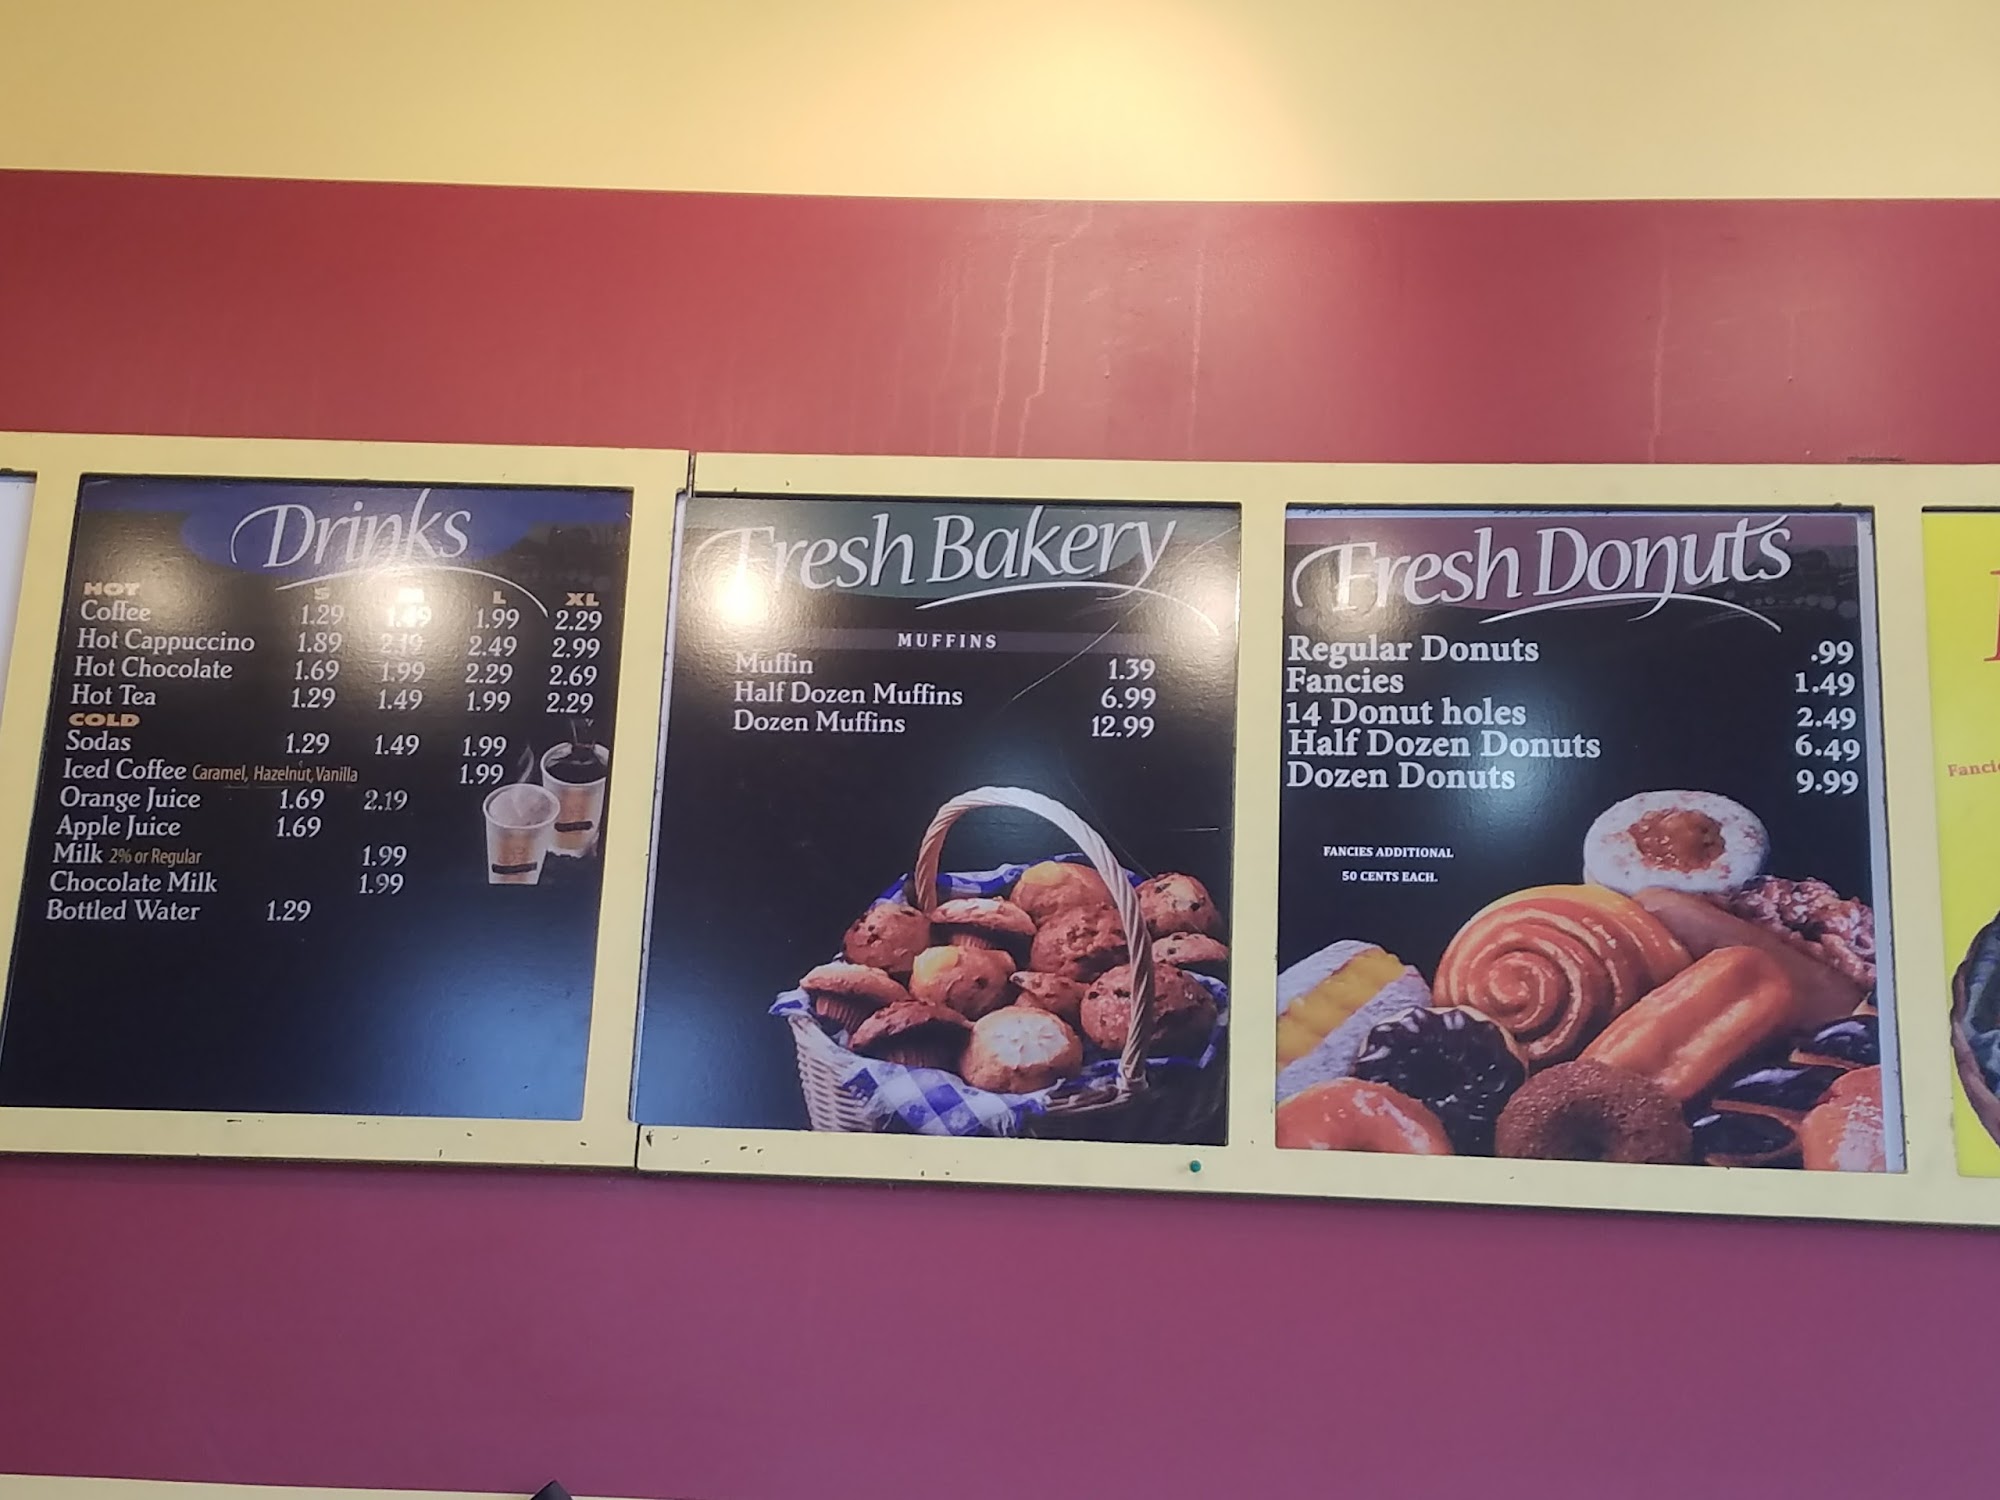 Drinks
HOT S M L XL
Coffee 1.29 1.49 1.99 2.29
Hot Cappuccino 1.89 2.19 2.49 2.99
Hot Chocolate 1.69 1.99 2.29 2.69
Hot Tea 1.29 1.49 1.99 2.29
COLD
Sodas 1.29 1.49 1.99
Iced Coffee Caramel, Hazelnut, Vanilla 1.99
Orange Juice 1.69 2.19
Apple Juice 1.69
Milk 2% or Regular 1.99
Chocolate Milk 1.99
Bottled Water 1.29
Fresh Bakery
MUFFINS
Muffin 1.39
Half Dozen Muffins 6.99
Dozen Muffins 12.99
Fresh Donuts
Regular Donuts .99
Fancies 1.49
14 Donut holes 2.49
Half Dozen Donuts 6.49
Dozen Donuts 9.99
FANCIES ADDITIONAL
50 CENTS EACH.